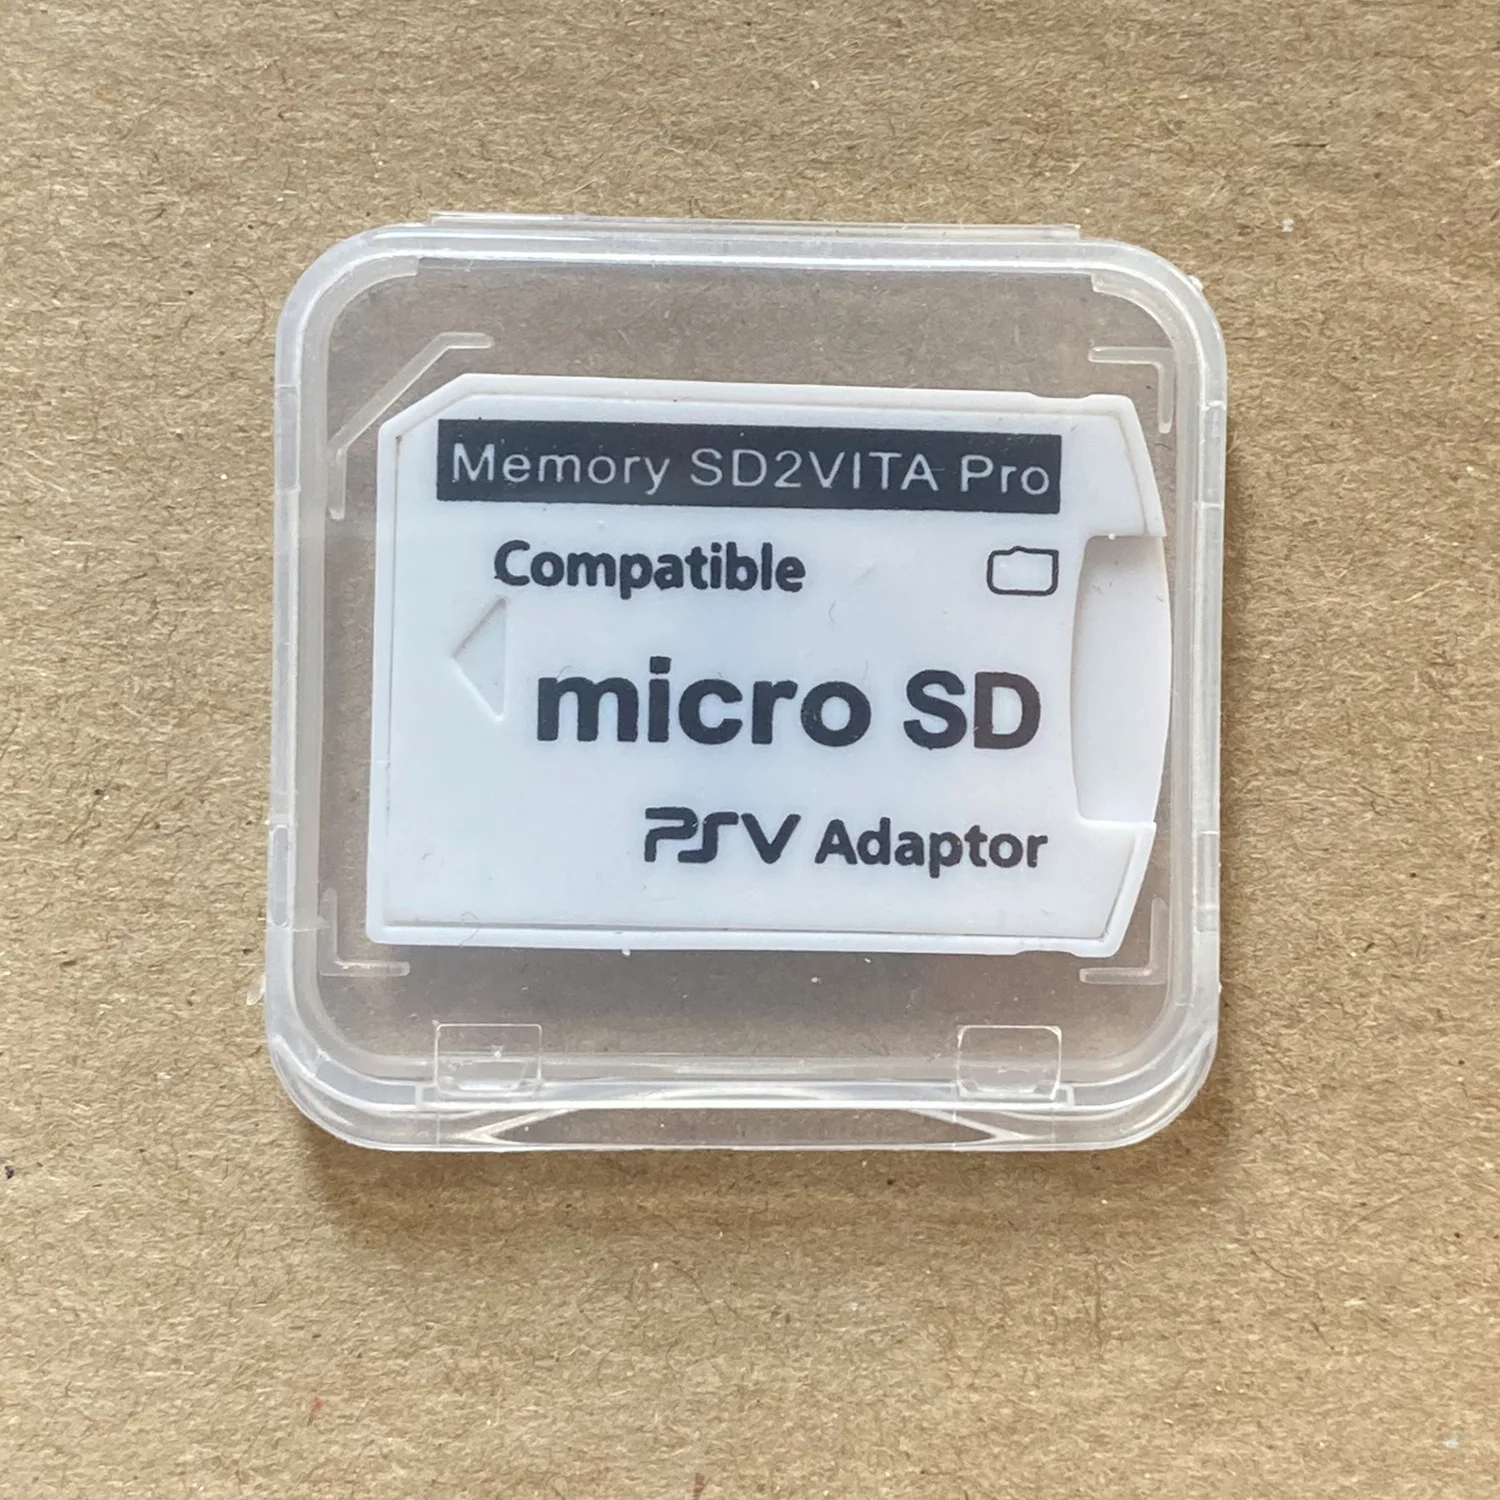 Memory SD2VITA Pro
Compatible
micro SD
PSV Adaptor